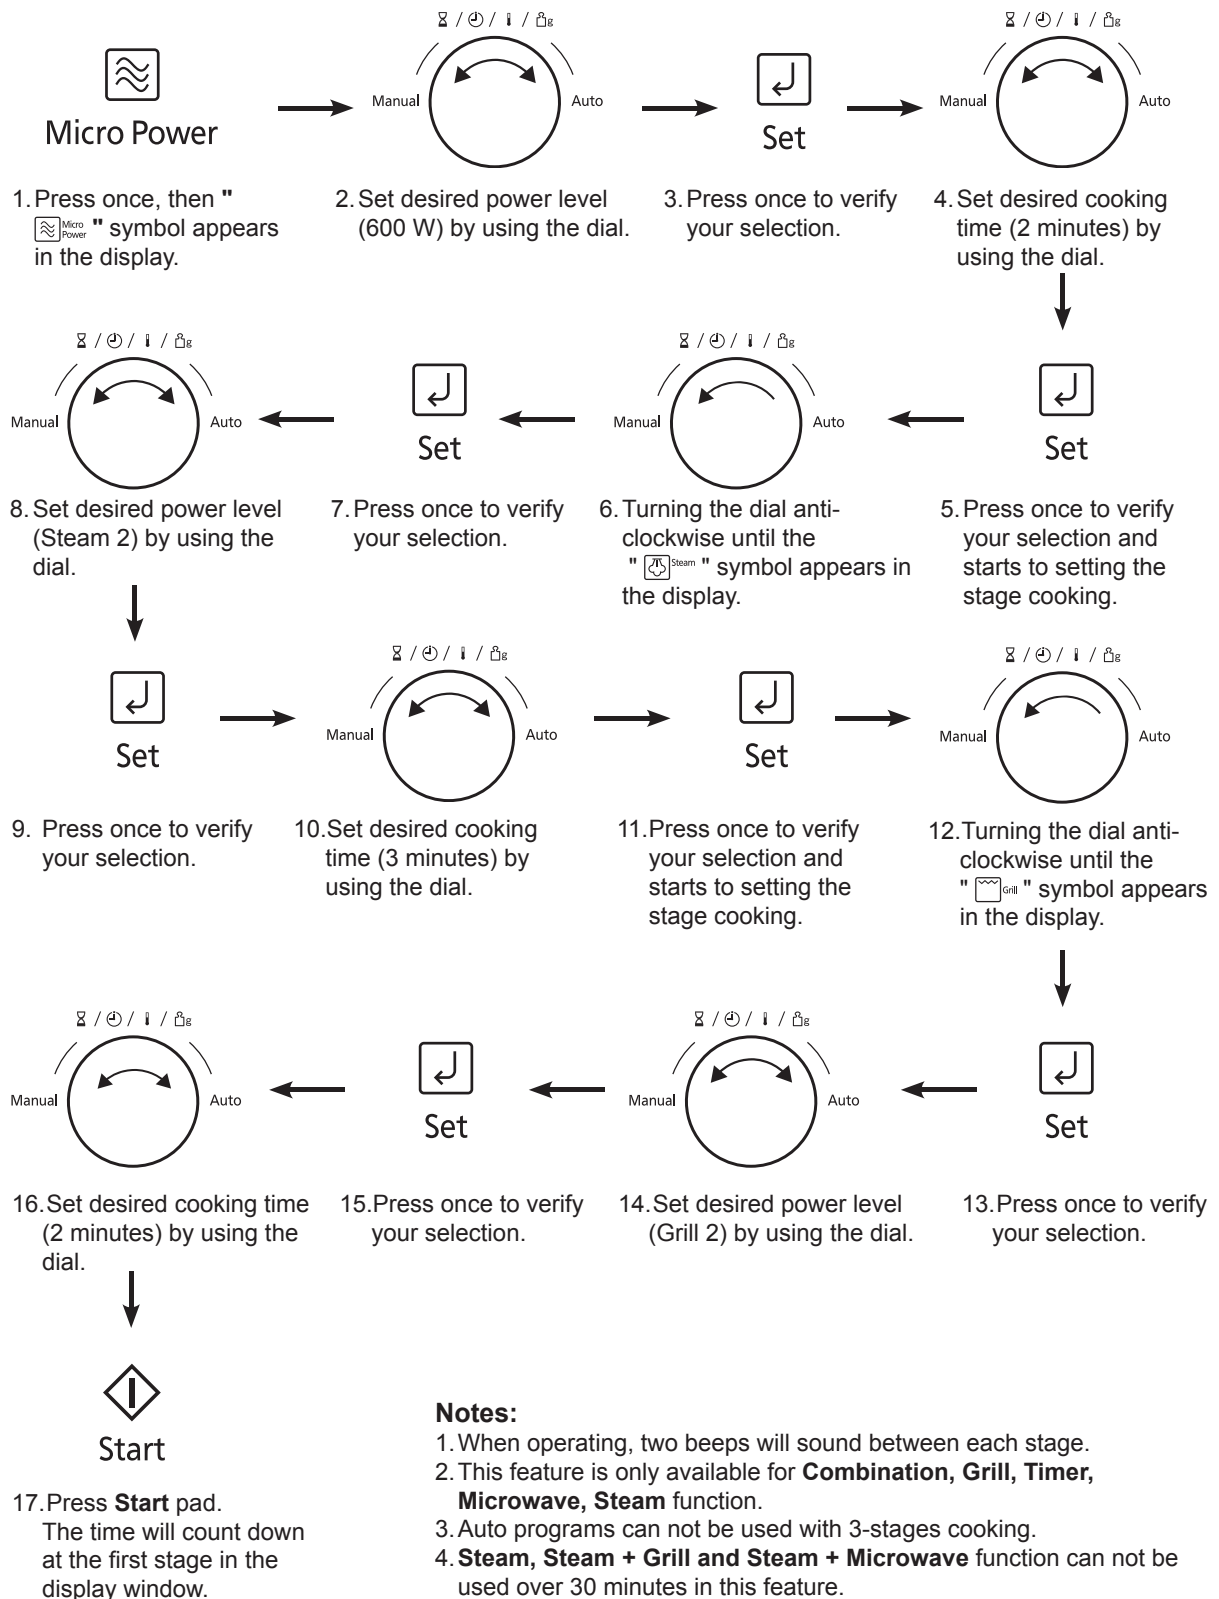 Micro Power
Manual
Auto
Set
Manual
Auto
1. Press once, then "
Micro Power " symbol appears
in the display.
2. Set desired power level
(600 W) by using the dial.
3. Press once to verify
your selection.
4. Set desired cooking
time (2 minutes) by
using the dial.
Manual
Auto
Set
Manual
Auto
Set
8. Set desired power level
(Steam 2) by using the
dial.
7. Press once to verify
your selection.
6. Turning the dial anti-
clockwise until the
" Steam " symbol appears in
the display.
5. Press once to verify
your selection and
starts to setting the
stage cooking.
Set
Manual
Auto
Set
Manual
Auto
9. Press once to verify
your selection.
10.Set desired cooking
time (3 minutes) by
using the dial.
11.Press once to verify
your selection and
starts to setting the
stage cooking.
12.Turning the dial anti-
clockwise until the
" Grill " symbol appears
in the display.
Manual
Auto
Set
Manual
Auto
Set
16.Set desired cooking time
(2 minutes) by using the
dial.
15.Press once to verify
your selection.
14.Set desired power level
(Grill 2) by using the dial.
13.Press once to verify
your selection.
Start
17.Press Start pad.
The time will count down
at the first stage in the
display window.
Notes:
1. When operating, two beeps will sound between each stage.
2. This feature is only available for Combination, Grill, Timer,
Microwave, Steam function.
3. Auto programs can not be used with 3-stages cooking.
4. Steam, Steam + Grill and Steam + Microwave function can not be
used over 30 minutes in this feature.